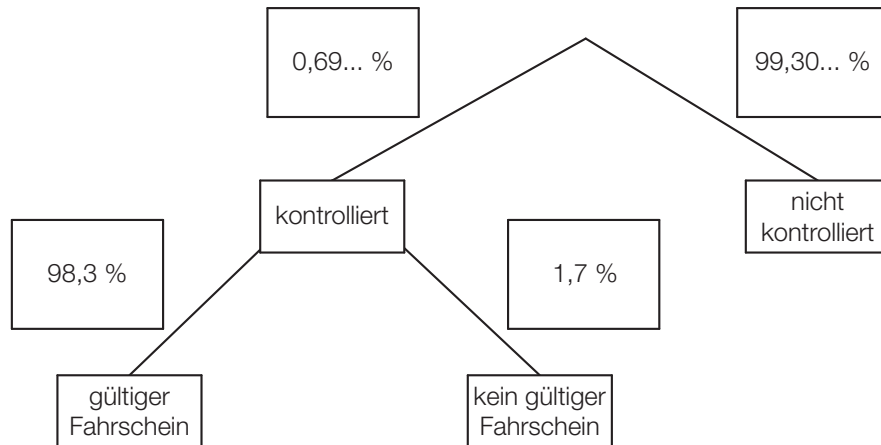 0,69... %
99,30... %
kontrolliert
nicht
kontrolliert
98,3 %
1,7 %
gültiger
Fahrschein
kein gültiger
Fahrschein